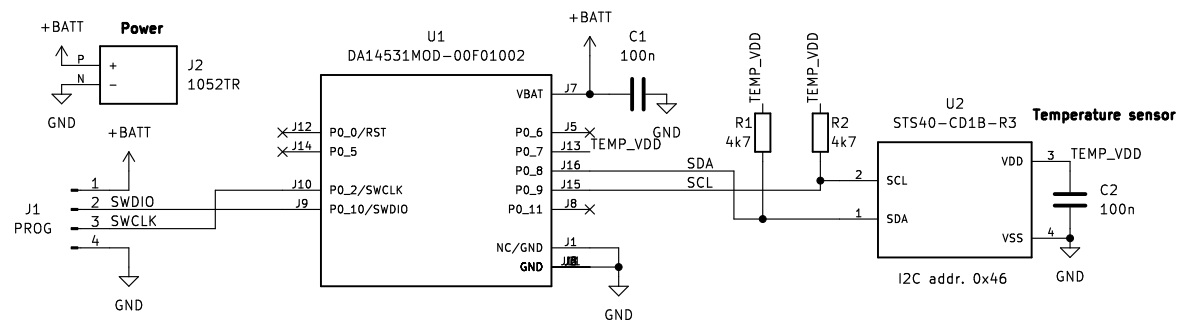 +BATT
Power
P
+
N
-
J2
1052TR
GND
+BATT
J1
PROG
1
2 SWDIO
3 SWCLK
4
GND
U1
DA14531MOD-00F01002
J12 P0_0/RST
J14 P0_5
J10 P0_2/SWCLK
J9 P0_10/SWDIO
VBAT J7
P0_6 J5
P0_7 J13 TEMP_VDD
P0_8 J16 SDA
P0_9 J15 SCL
P0_11 J8
NC/GND J1
GND
GND
+BATT
C1
100n
GND
TEMP_VDD
R1
4k7
TEMP_VDD
R2
4k7
U2
STS40-CD1B-R3
Temperature sensor
2 SCL
1 SDA
VDD 3 TEMP_VDD
VSS 4
C2
100n
GND
I2C addr. 0x46